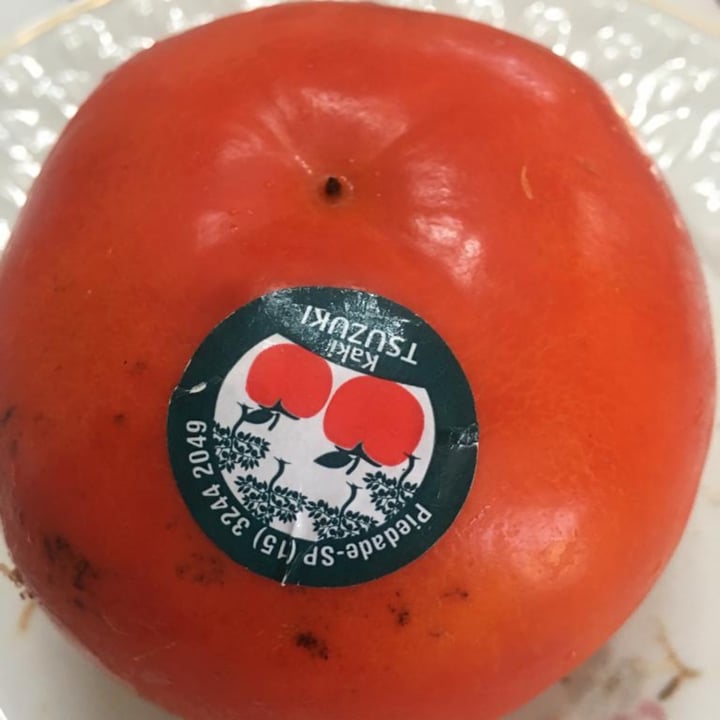 Kaki
TSUZUKI
Piedade-SP (15) 3244 2049